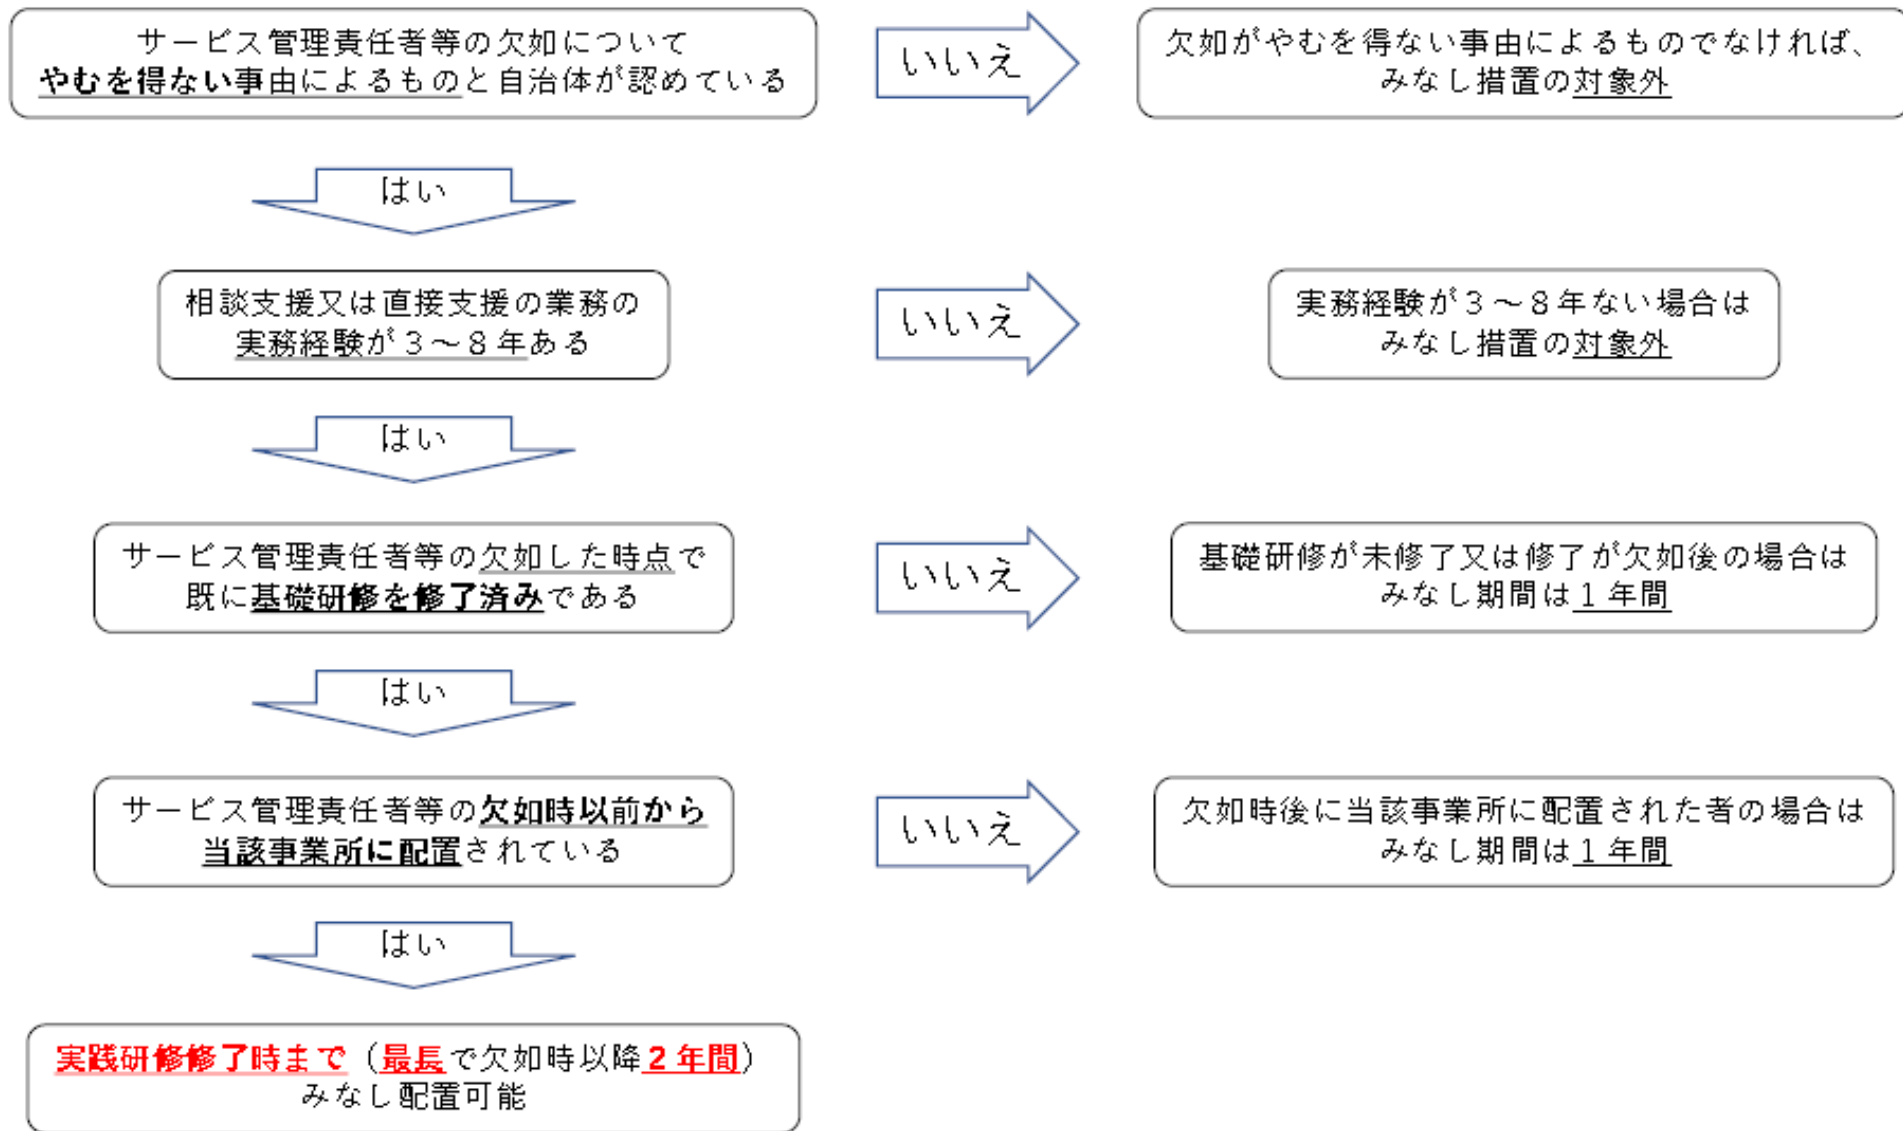 サービス管理責任者等の欠如について
やむを得ない事由によるものと自治体が認めている
いいえ
欠如がやむを得ない事由によるものでなければ、
みなし措置の対象外
はい
相談支援又は直接支援の業務の
実務経験が３～８年ある
いいえ
実務経験が３～８年ない場合は
みなし措置の対象外
はい
サービス管理責任者等の欠如した時点で
既に基礎研修を修了済みである
いいえ
基礎研修が未修了又は修了が欠如後の場合は
みなし期間は１年間
はい
サービス管理責任者等の欠如時以前から
当該事業所に配置されている
いいえ
欠如時後に当該事業所に配置された者の場合は
みなし期間は１年間
はい
実践研修修了時まで（最長で欠如時以降２年間）
みなし配置可能